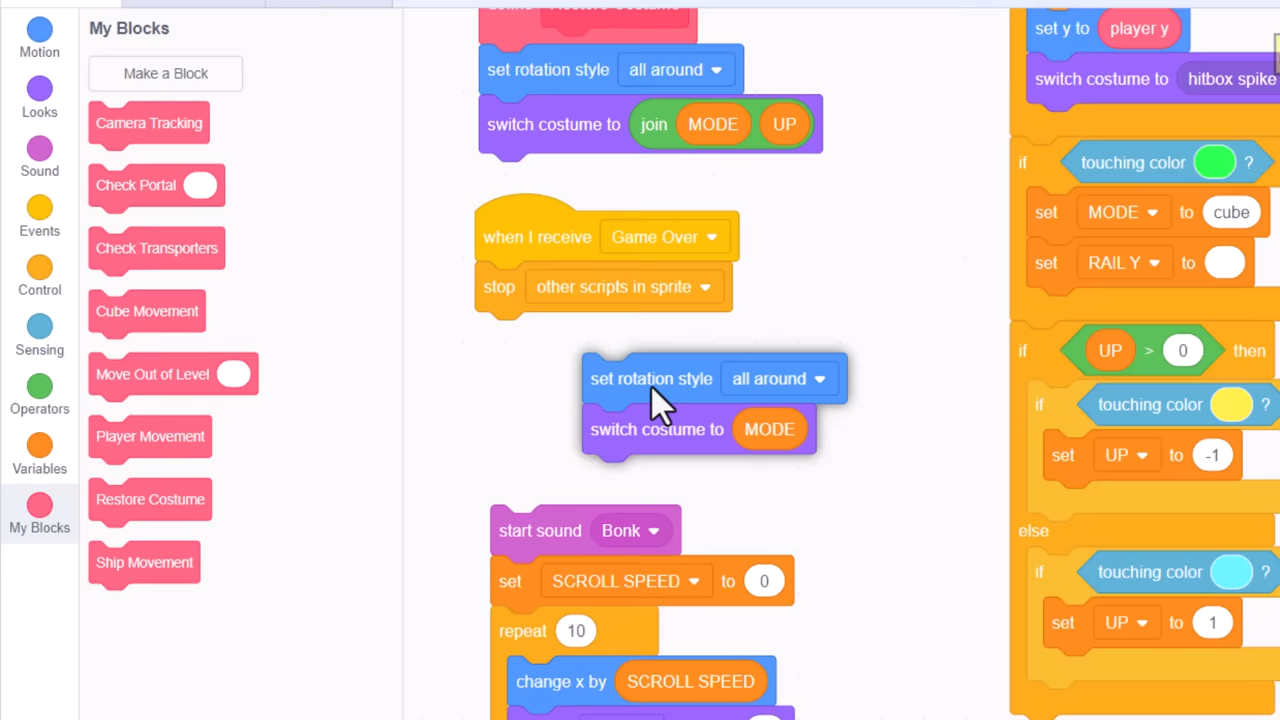 Motion
Looks
Sound
Events
Control
Sensing
Operators
Variables
My Blocks
My Blocks
Make a Block
Camera Tracking
Check Portal
Check Transporters
Cube Movement
Move Out of Level
Player Movement
Restore Costume
Ship Movement
set rotation style all around
switch costume to join MODE UP
when I receive Game Over
stop other scripts in sprite
set rotation style all around
switch costume to MODE
start sound Bonk
set SCROLL SPEED to 0
repeat 10
change x by SCROLL SPEED
set y to player y
switch costume to hitbox spike
if touching color ?
set MODE to cube
set RAIL Y to
if UP > 0 then
if touching color ?
set UP to -1
else
if touching color ?
set UP to 1